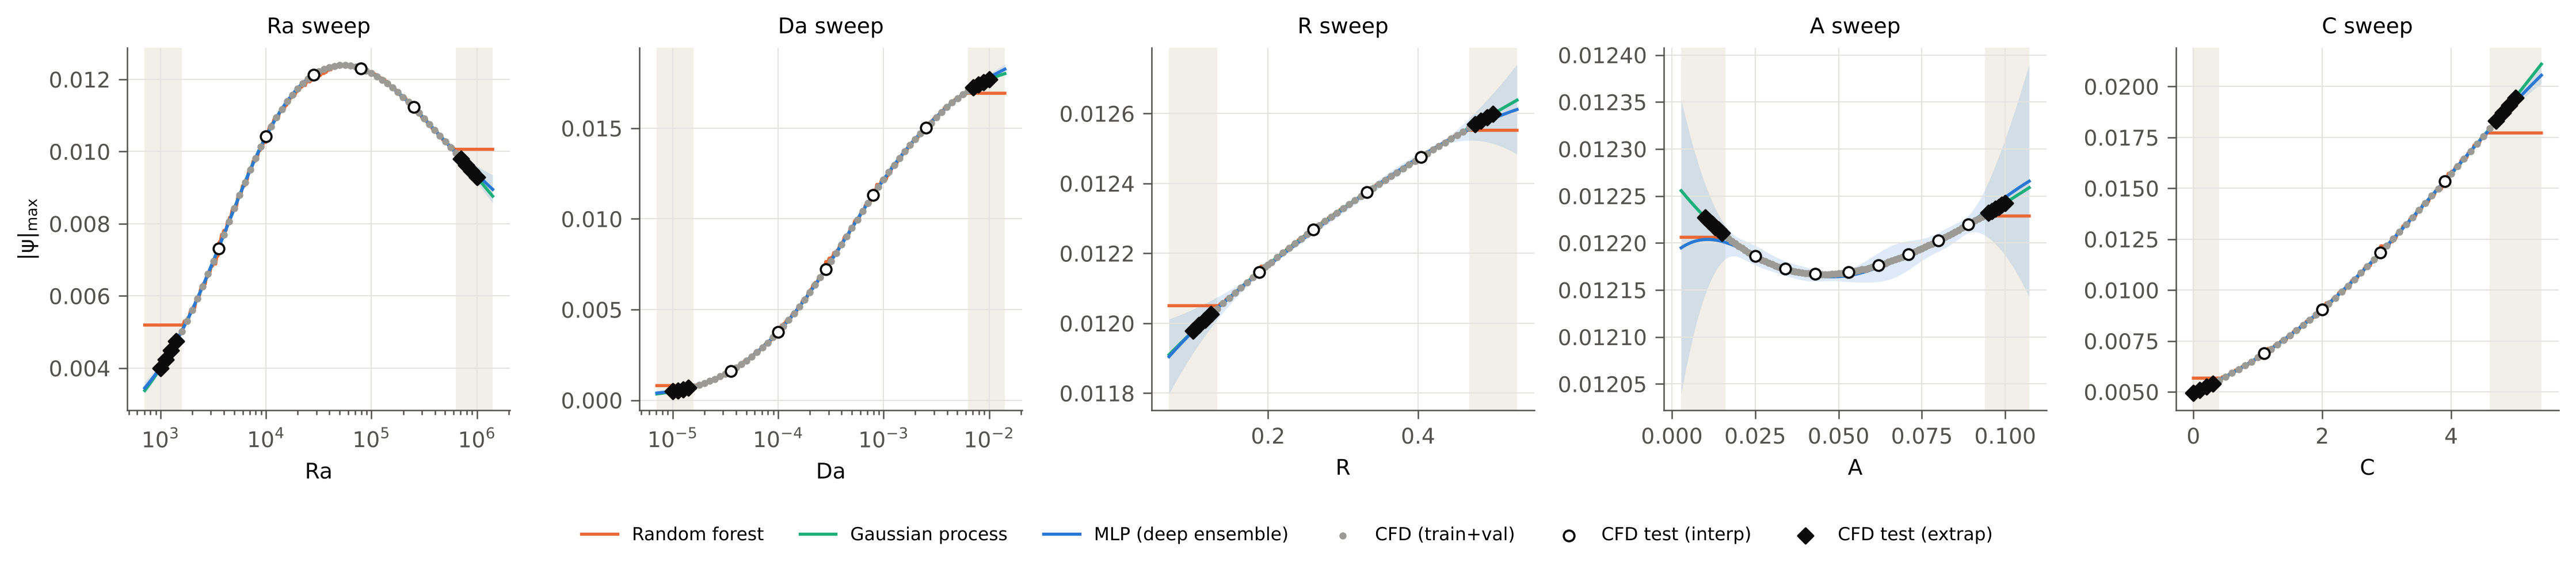 Ra sweep
Da sweep
R sweep
A sweep
C sweep
|ψ|max
0.012
0.010
0.008
0.006
0.004
10³
10⁴
10⁵
10⁶
Ra
0.015
0.010
0.005
0.000
10⁻⁵
10⁻⁴
10⁻³
10⁻²
Da
0.0126
0.0124
0.0122
0.0120
0.0118
0.2
0.4
R
0.01240
0.01235
0.01230
0.01225
0.01220
0.01215
0.01210
0.01205
0.000
0.025
0.050
0.075
0.100
A
0.0200
0.0175
0.0150
0.0125
0.0100
0.0075
0.0050
0
2
4
C
Random forest
Gaussian process
MLP (deep ensemble)
CFD (train+val)
CFD test (interp)
CFD test (extrap)